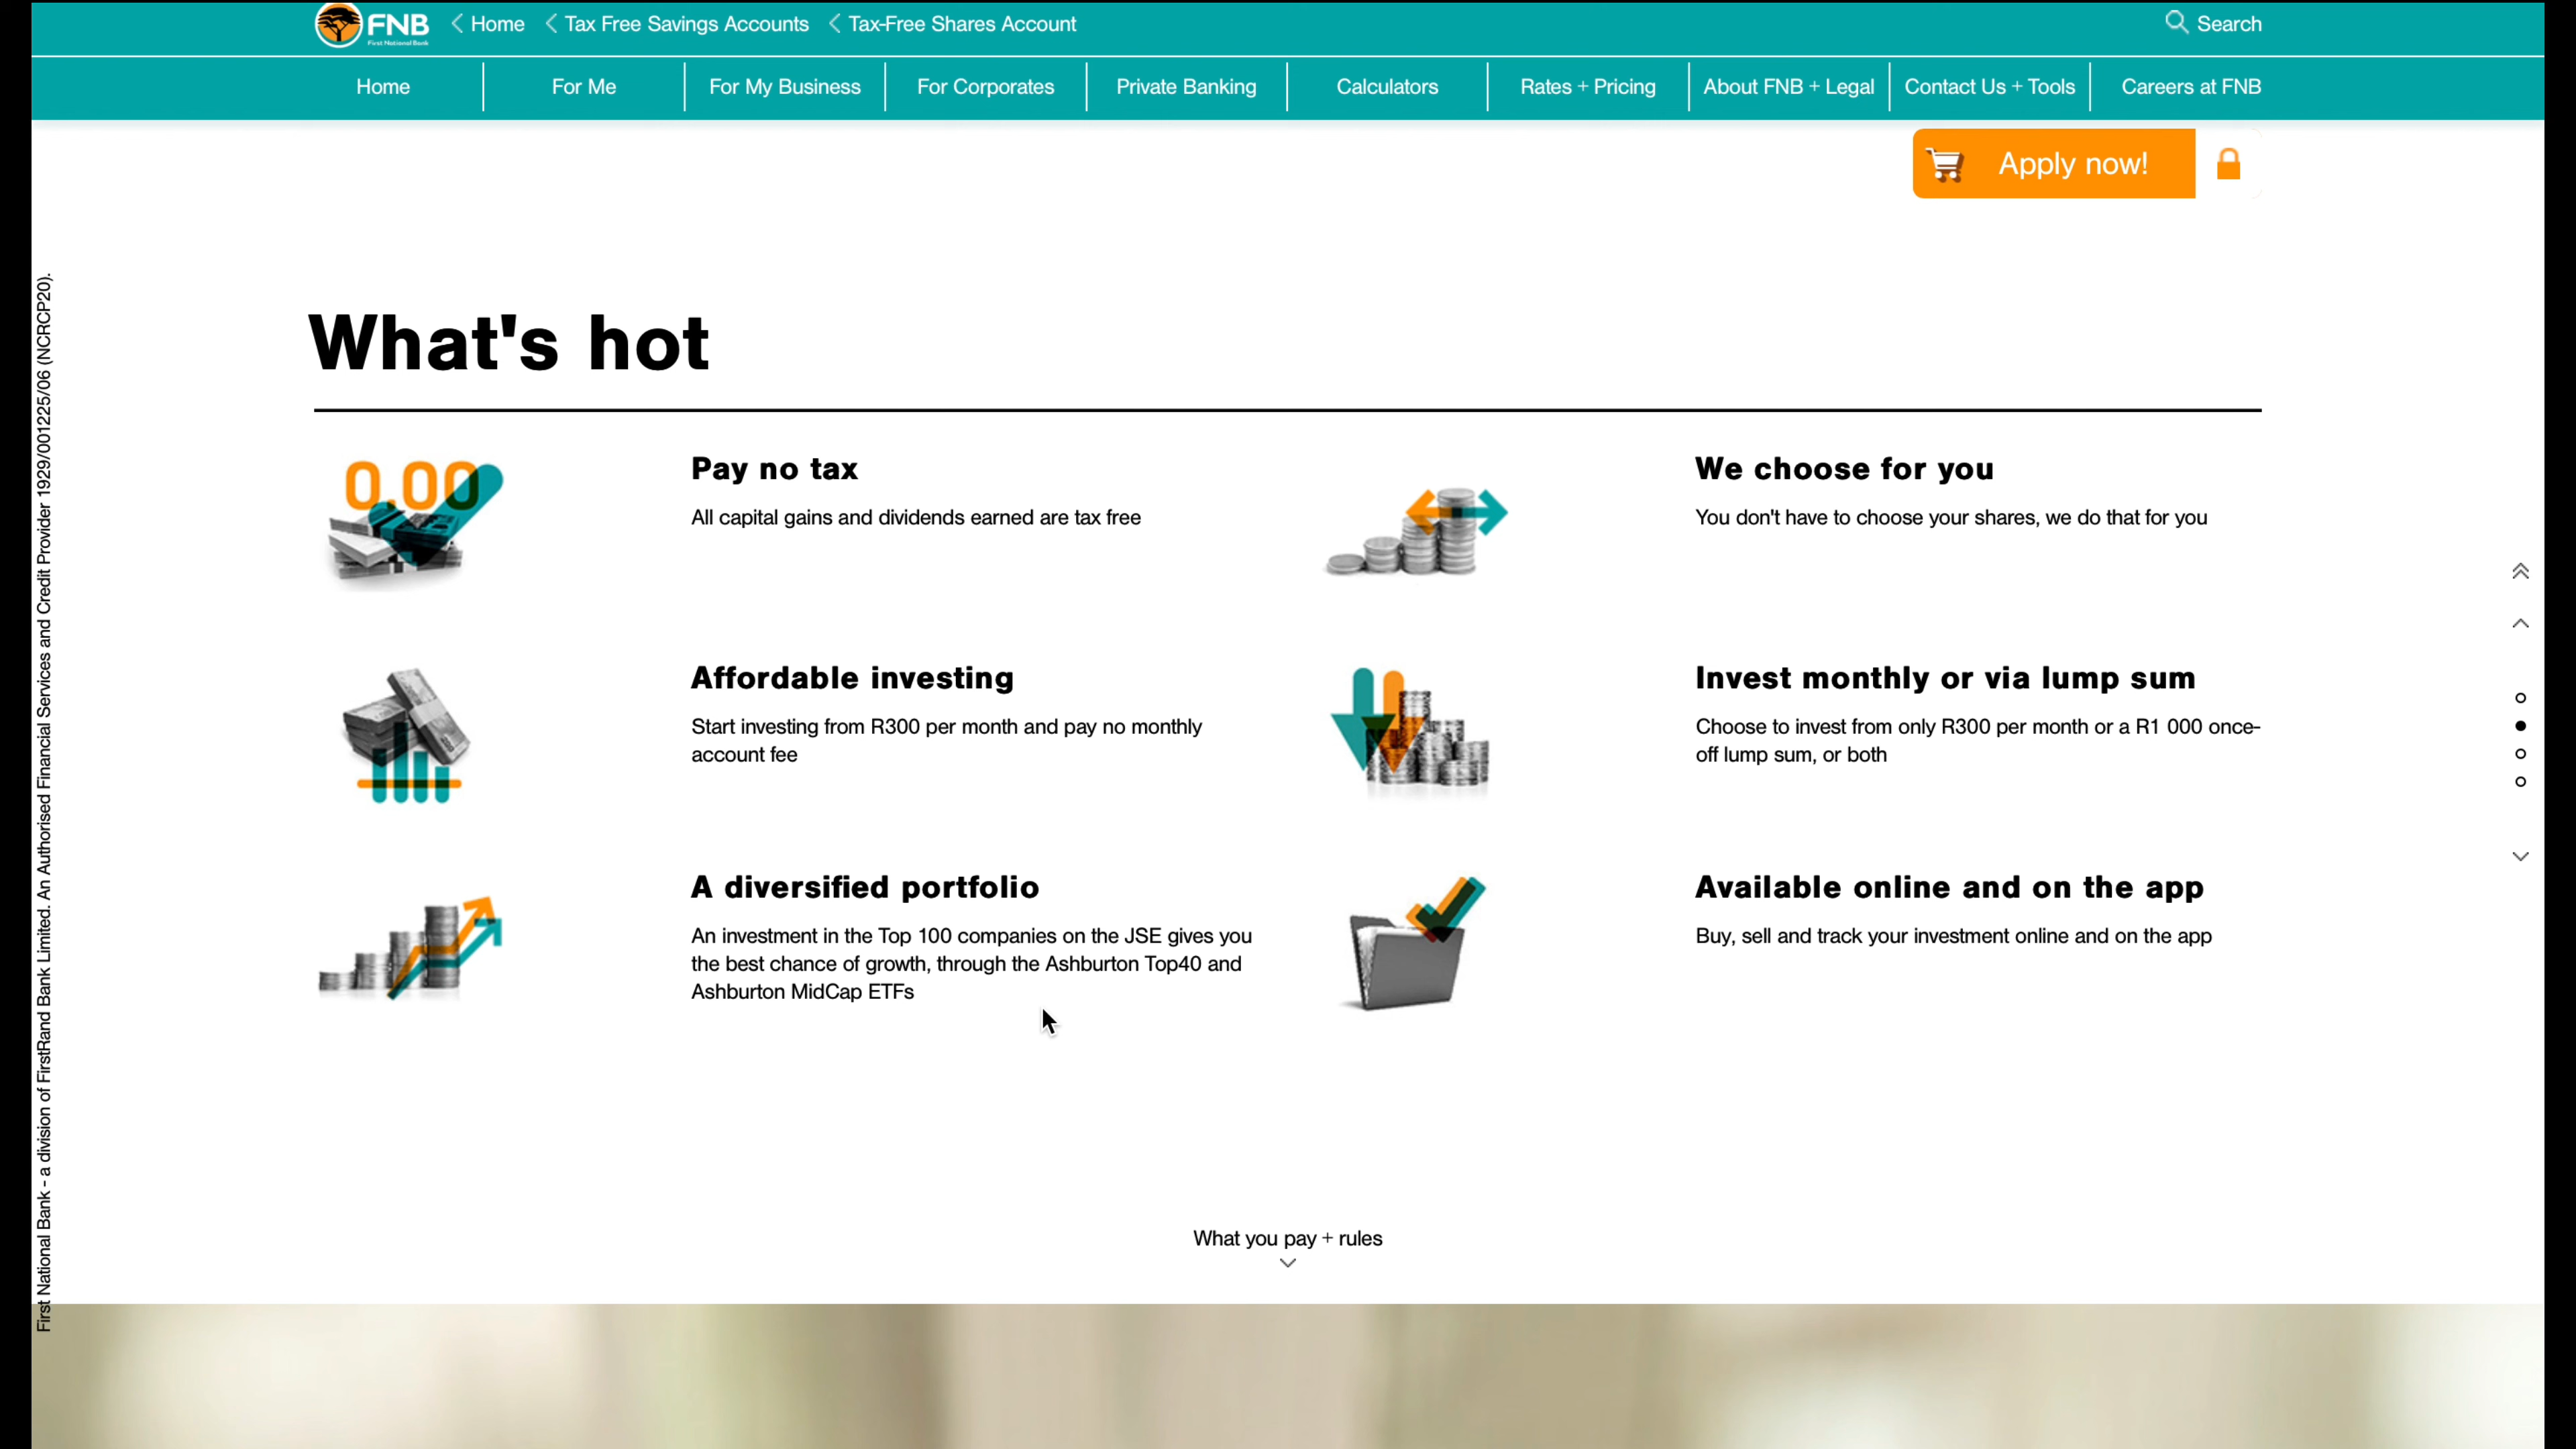 FNB
First National Bank
Home
Tax Free Savings Accounts
Tax-Free Shares Account
Search
Home
For Me
For My Business
For Corporates
Private Banking
Calculators
Rates + Pricing
About FNB + Legal
Contact Us + Tools
Careers at FNB
Apply now!
What's hot
0.00
Pay no tax
All capital gains and dividends earned are tax free
We choose for you
You don't have to choose your shares, we do that for you
Affordable investing
Start investing from R300 per month and pay no monthly
account fee
Invest monthly or via lump sum
Choose to invest from only R300 per month or a R1 000 once-
off lump sum, or both
A diversified portfolio
An investment in the Top 100 companies on the JSE gives you
the best chance of growth, through the Ashburton Top40 and
Ashburton MidCap ETFs
Available online and on the app
Buy, sell and track your investment online and on the app
What you pay + rules
First National Bank - a division of FirstRand Bank Limited. An Authorised Financial Services and Credit Provider 1929/001225/06 (NCRCP20).